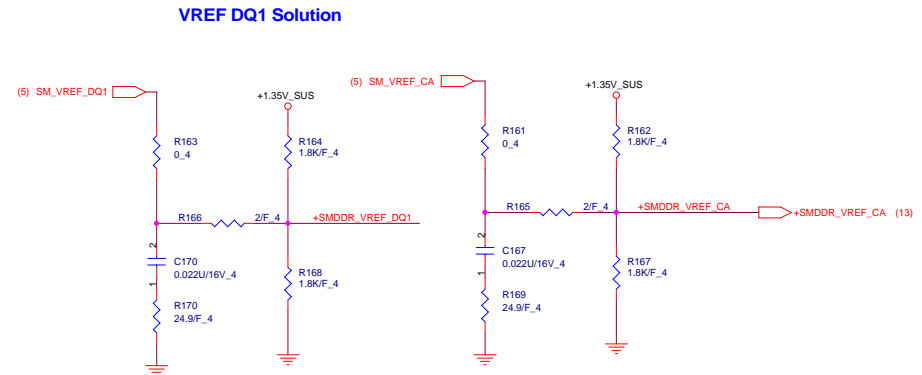 VREF DQ1 Solution
(5) SM_VREF_DQ1
+1.35V_SUS
R163
0_4
R164
1.8K/F_4
R166
2/F_4
+SMDDR_VREF_DQ1
2
C170
0.022U/16V_4
1
R168
1.8K/F_4
R170
24.9/F_4
(5) SM_VREF_CA
+1.35V_SUS
R161
0_4
R162
1.8K/F_4
R165
2/F_4
+SMDDR_VREF_CA
+SMDDR_VREF_CA (13)
2
C167
0.022U/16V_4
1
R167
1.8K/F_4
R169
24.9/F_4